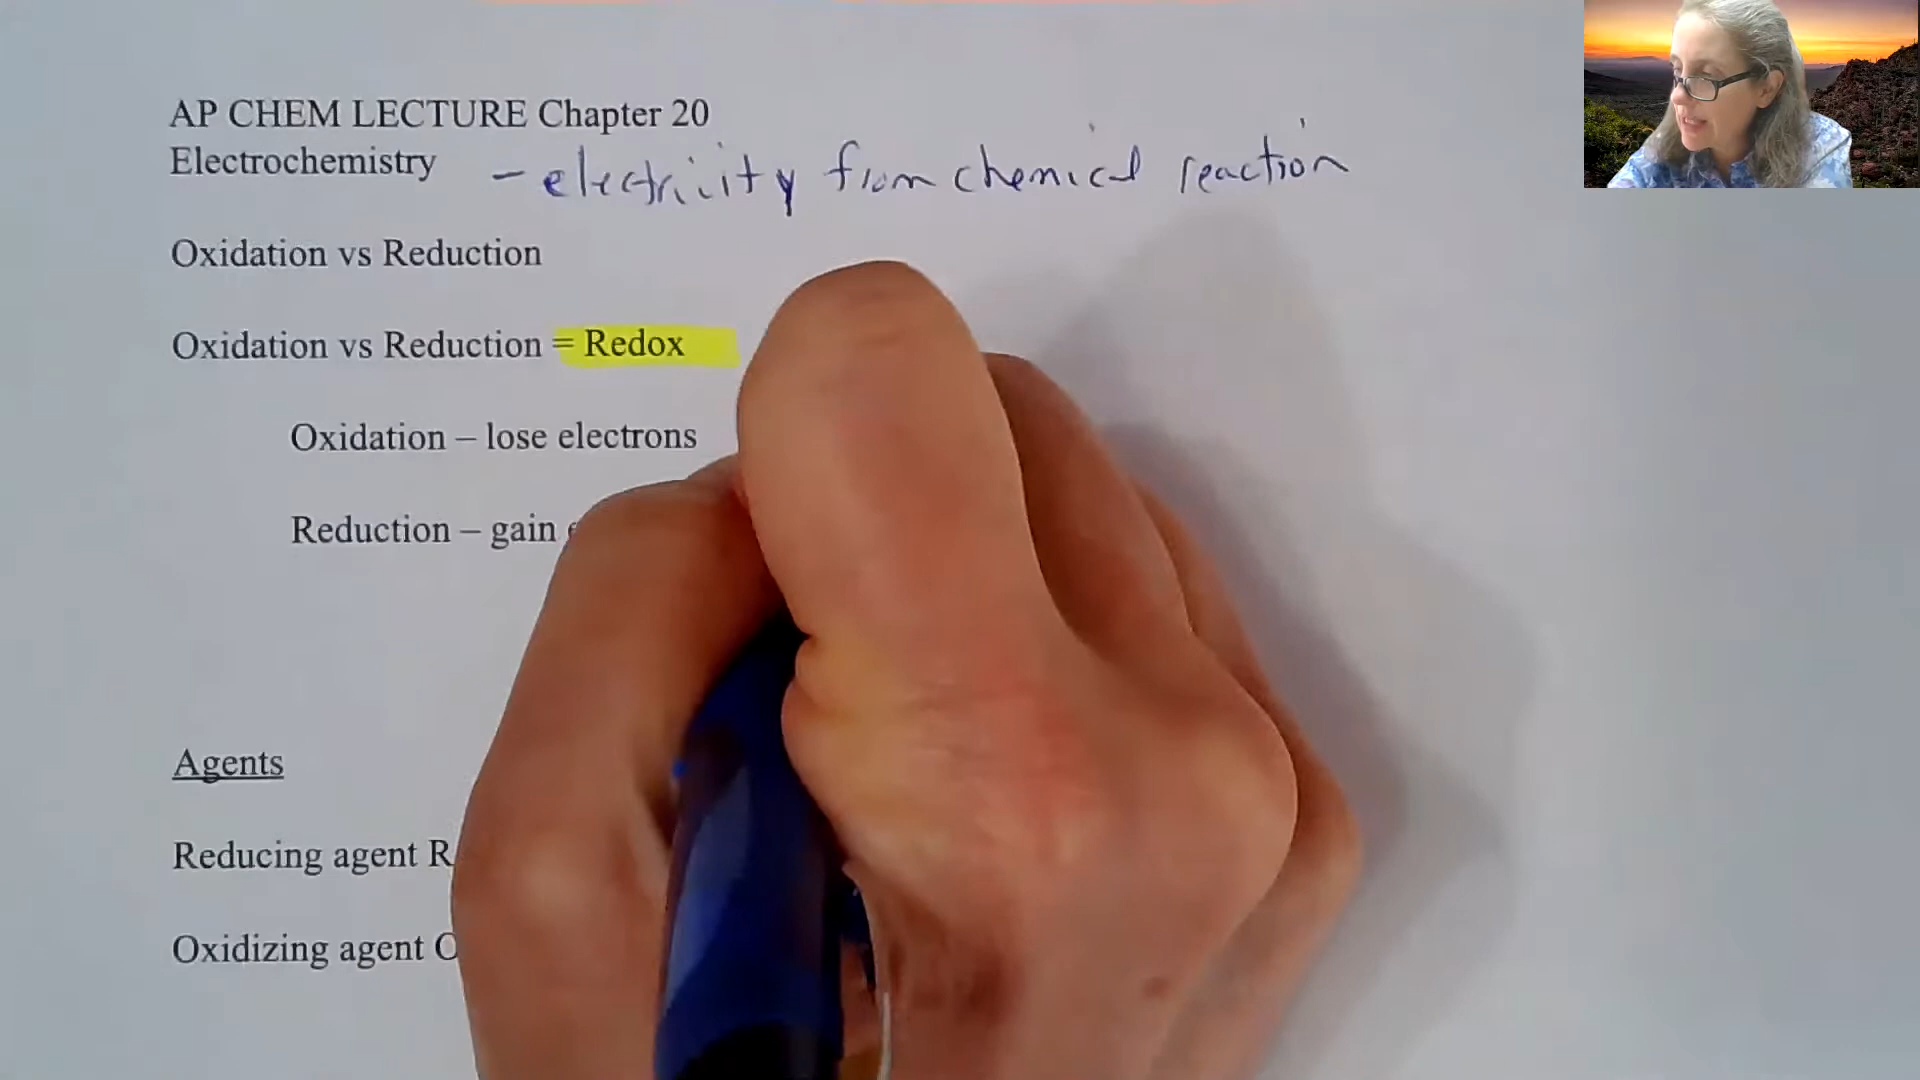 AP CHEM LECTURE Chapter 20
Electrochemistry - electricity from chemical reaction
Oxidation vs Reduction
Oxidation vs Reduction = Redox
Oxidation – lose electrons
Reduction – gain
Agents
Reducing agent R
Oxidizing agent O